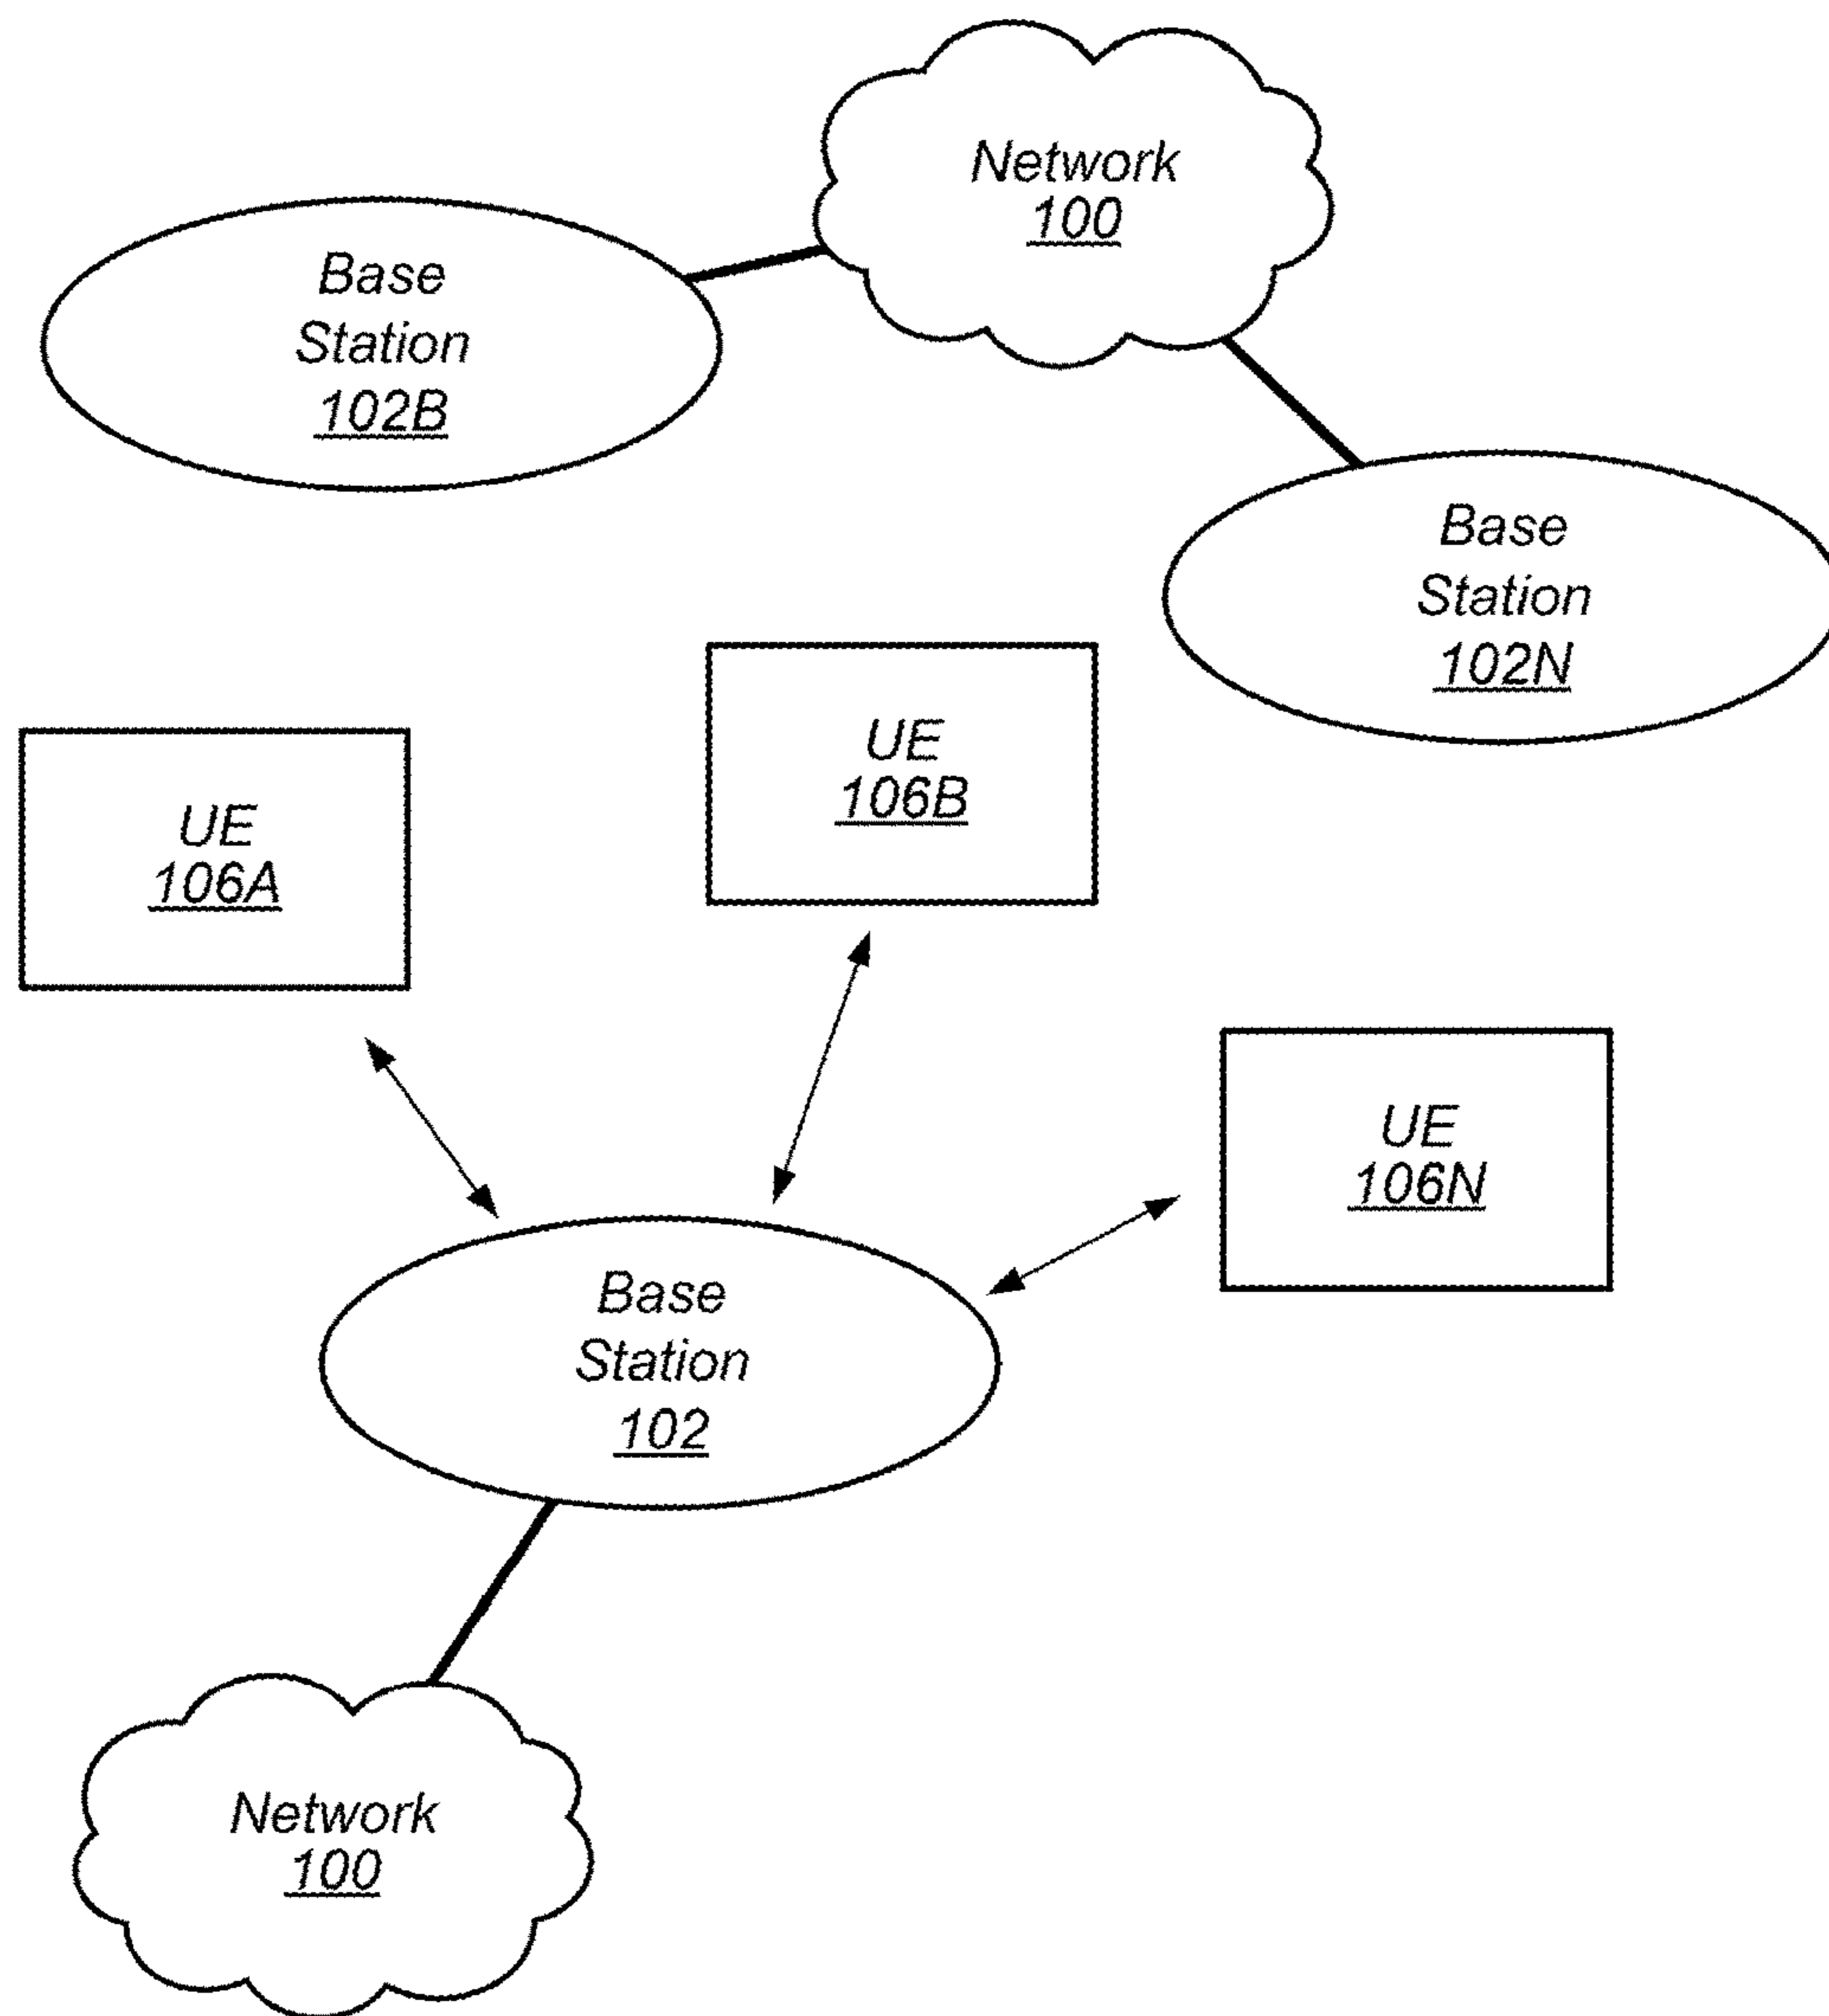 Network
100
Base
Station
102B
Base
Station
102N
UE
106B
UE
106A
UE
106N
Base
Station
102
Network
100